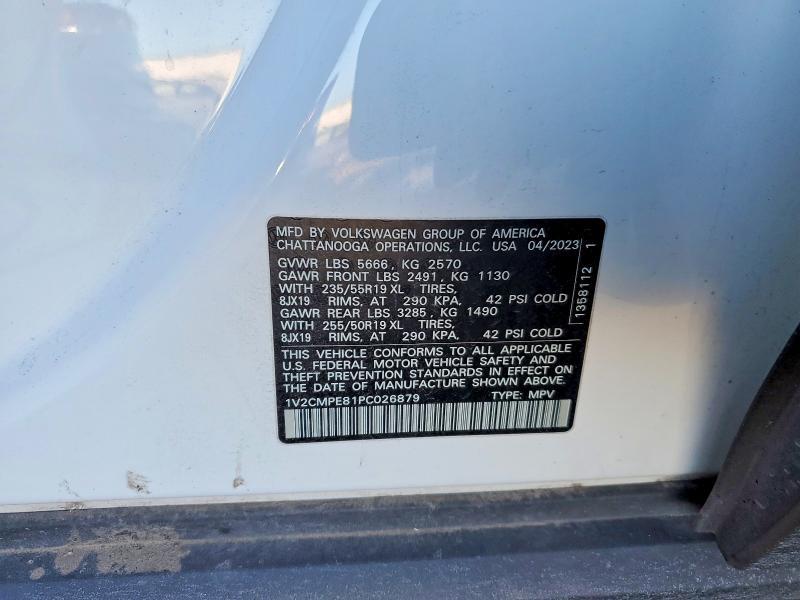 MFD BY VOLKSWAGEN GROUP OF AMERICA
CHATTANOOGA OPERATIONS, LLC. USA 04/2023
GVWR LBS 5666, KG 2570
GAWR FRONT LBS 2491, KG 1130
WITH 235/55R19 XL TIRES,
8JX19 RIMS, AT 290 KPA, 42 PSI COLD
GAWR REAR LBS 3285, KG 1490
WITH 255/50R19 XL TIRES,
8JX19 RIMS, AT 290 KPA, 42 PSI COLD
THIS VEHICLE CONFORMS TO ALL APPLICABLE
U.S. FEDERAL MOTOR VEHICLE SAFETY AND
THEFT PREVENTION STANDARDS IN EFFECT ON
THE DATE OF MANUFACTURE SHOWN ABOVE.
1V2CMPE81PC026879 TYPE: MPV
1358112 1